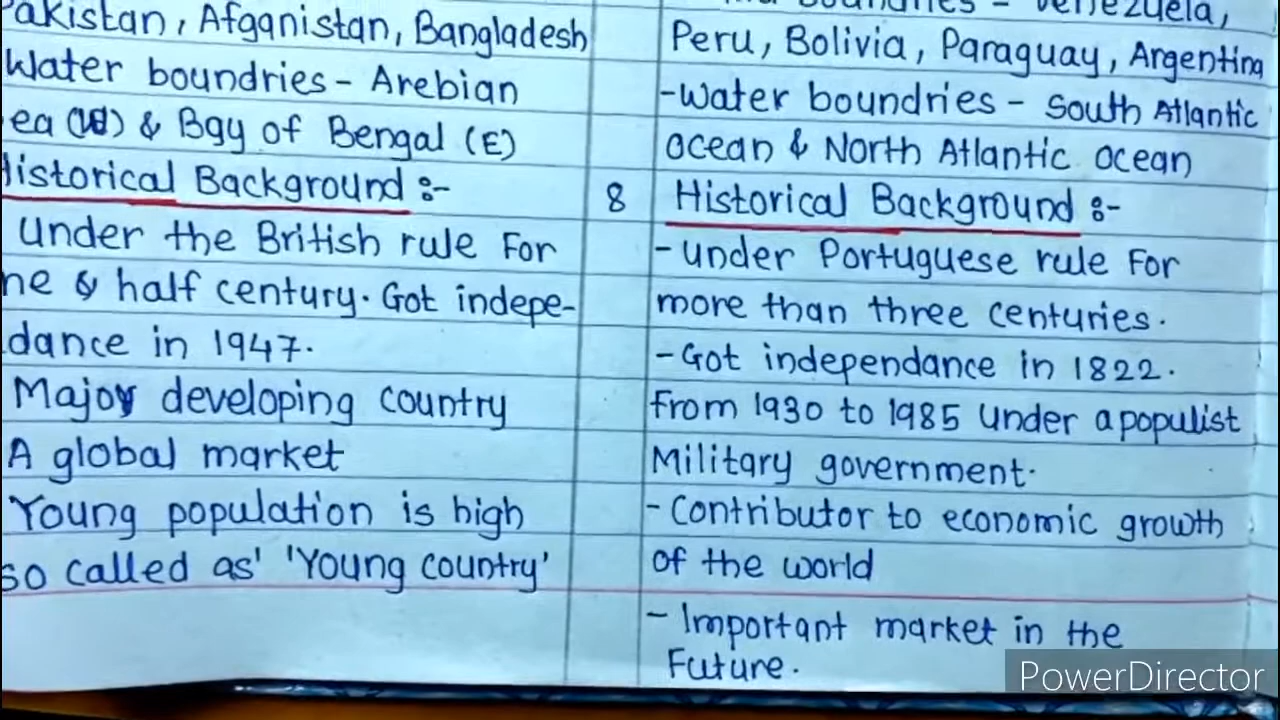 akistan, Afganistan, Bangladesh
Water boundries - Arebian
ea (W) & Bay of Bengal (E)
Historical Background :-
Under the British rule For
ne & half century. Got indepe-
dance in 1947.
Major developing country
A global market
Young population is high
so called as' 'Young country'
Venezuela,
Peru, Bolivia, Paraguay, Argentina
-water boundries - South Atlantic
ocean & North Atlantic ocean
8 Historical Background :-
- under Portuguese rule For
more than three centuries.
- Got independance in 1822.
From 1930 to 1985 under a populist
Military government.
- Contributor to economic growth
of the world
- Important market in the
Future.
PowerDirector